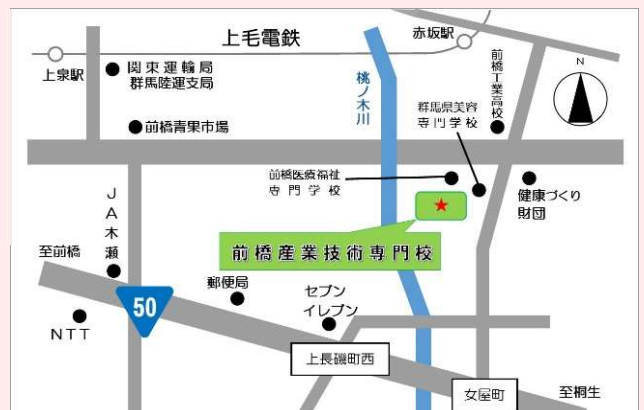 上毛電鉄
赤坂駅
上泉駅
関東運輸局
群馬陸運支局
前橋青果市場
桃ノ木川
前橋工業高校
群馬県美容
専門学校
N
前橋医療福祉
専門学校
健康づくり
財団
JA木瀬
前橋産業技術専門校
至前橋
50
郵便局
セブン
イレブン
NTT
上長磯町西
女屋町
至桐生